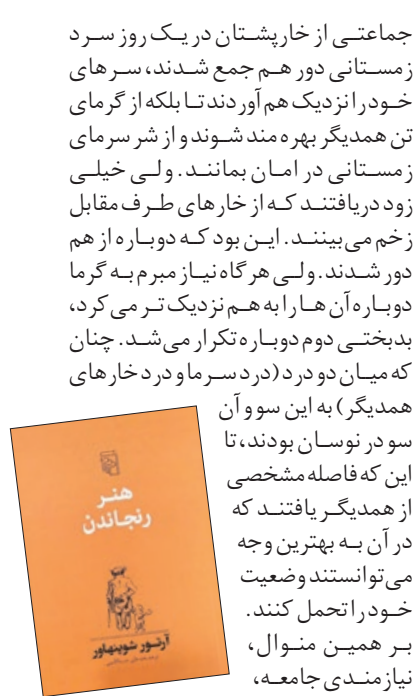 جماعتی از خارپشتان در یک روز سرد
زمستانی دور هم جمع شدند، سرهای
خود را نزدیک هم آوردند تا بلکه از گرمای
تن همدیگر بهره‌مند شوند و از شر سرمای
زمستانی در امان بمانند. ولی خیلی
زود دریافتند که از خارهای طرف مقابل
زخم می‌بینند. این بود که دوباره از هم
دور شدند. ولی هرگاه نیاز مبرم به گرما
دوباره آن‌ها را به هم نزدیک‌تر می‌کرد،
بدبختی دوم دوباره تکرار می‌شد. چنان
که میان دو درد (درد سرما و درد خارهای
همدیگر) به این سو و آن
سو در نوسان بودند، تا
این که فاصله مشخصی
از همدیگر یافتند که
در آن به بهترین وجه
می‌توانستند وضعیت
خود را تحمل کنند.
بر همین منوال،
نیازمندی جامعه،
هنر
رنجاندن
آرتور شوپنهاور